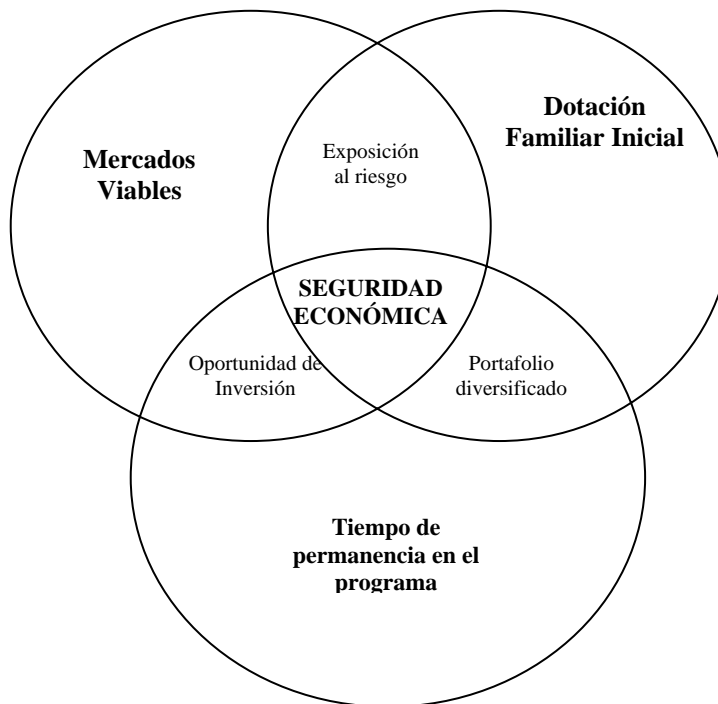 Dotación
Familiar Inicial
Mercados
Viables
Exposición
al riesgo
SEGURIDAD
ECONÓMICA
Oportunidad de
Inversión
Portafolio
diversificado
Tiempo de
permanencia en el
programa